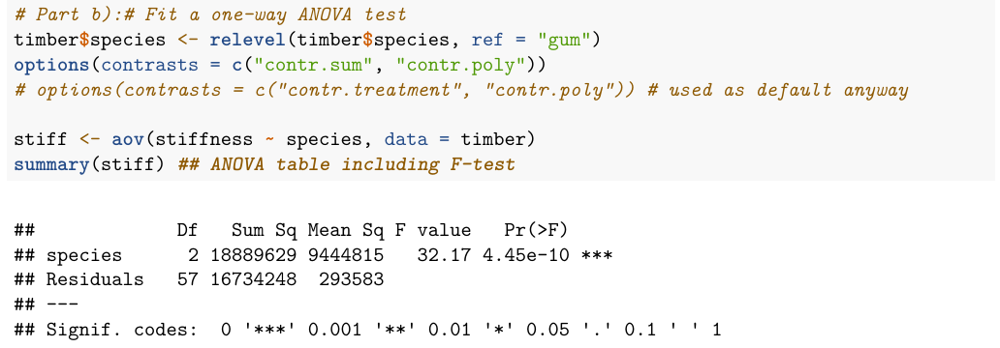 # Part b):# Fit a one-way ANOVA test
timber$species <- relevel(timber$species, ref = "gum")
options(contrasts = c("contr.sum", "contr.poly"))
# options(contrasts = c("contr.treatment", "contr.poly")) # used as default anyway

stiff <- aov(stiffness ~ species, data = timber)
summary(stiff) ## ANOVA table including F-test

##             Df   Sum Sq Mean Sq F value   Pr(>F)
## species      2 18889629 9444815   32.17 4.45e-10 ***
## Residuals   57 16734248  293583
## ---
## Signif. codes:  0 '***' 0.001 '**' 0.01 '*' 0.05 '.' 0.1 ' ' 1